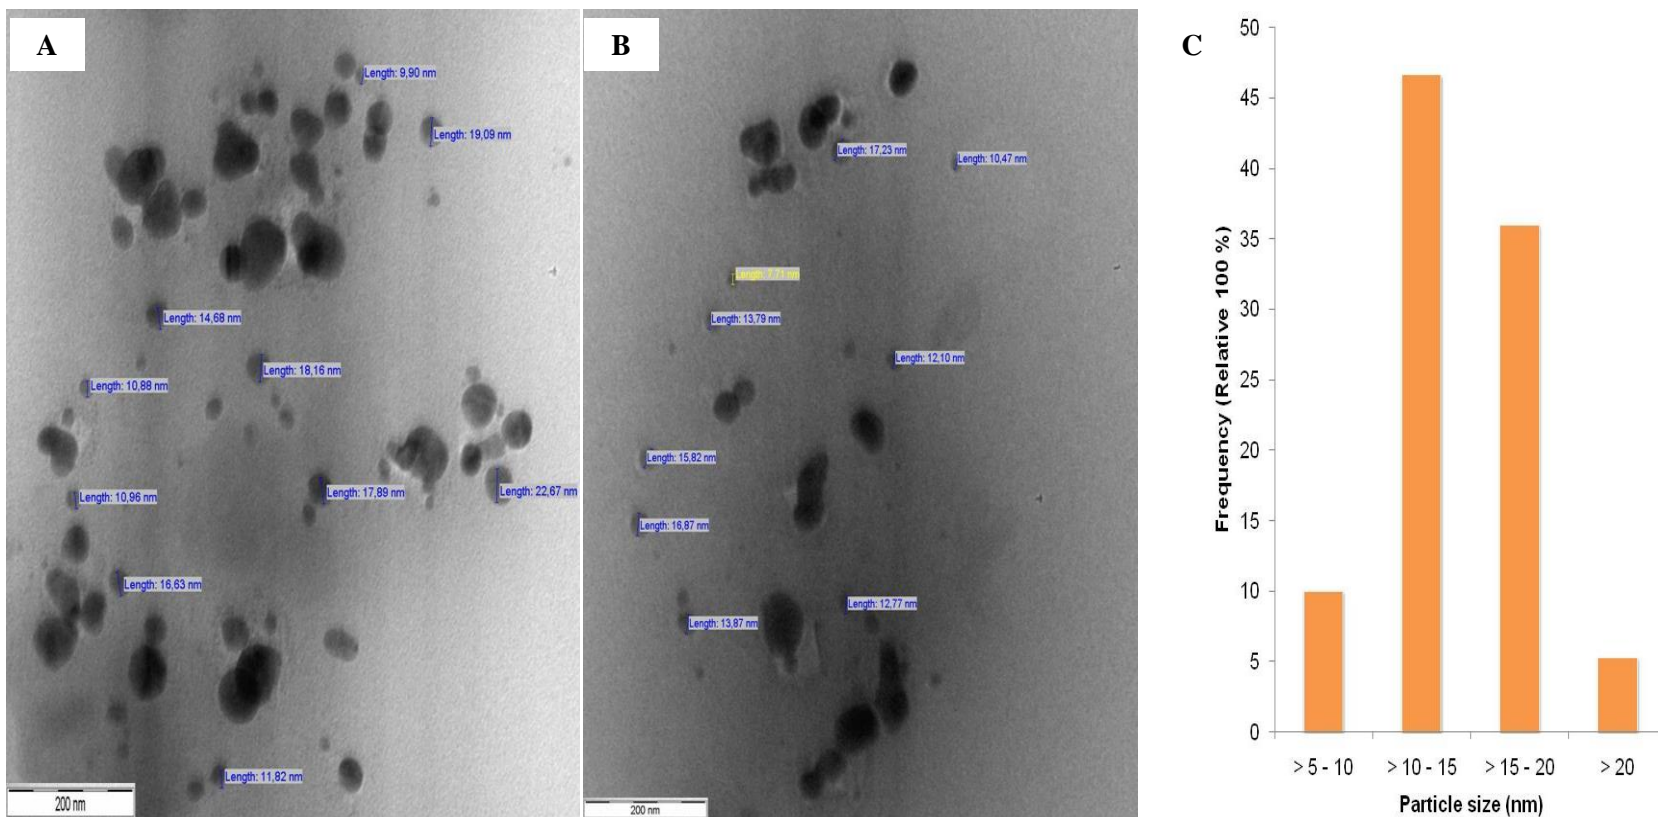 A
Length: 9,90 nm
Length: 19,09 nm
Length: 14,68 nm
Length: 18,16 nm
Length: 10,88 nm
Length: 10,96 nm
Length: 17,89 nm
Length: 22,67 nm
Length: 16,63 nm
Length: 11,82 nm
200 nm
B
Length: 17,23 nm
Length: 10,47 nm
Length: 7,71 nm
Length: 13,79 nm
Length: 12,10 nm
Length: 15,82 nm
Length: 16,87 nm
Length: 12,77 nm
Length: 13,87 nm
200 nm
C
Frequency (Relative 100 %)
50
45
40
35
30
25
20
15
10
5
0
> 5 - 10
> 10 - 15
> 15 - 20
> 20
Particle size (nm)